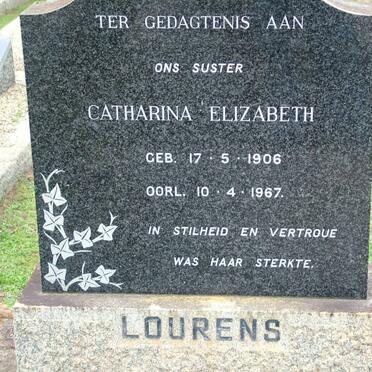 TER GEDAGTENIS AAN
ONS SUSTER
CATHARINA ELIZABETH
GEB. 17·5·1906
OORL. 10·4·1967.
IN STILHEID EN VERTROUE
WAS HAAR STERKTE.
LOURENS